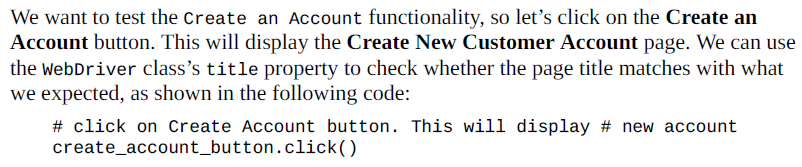 We want to test the Create an Account functionality, so let’s click on the Create an
Account button. This will display the Create New Customer Account page. We can use
the WebDriver class’s title property to check whether the page title matches with what
we expected, as shown in the following code:
# click on Create Account button. This will display # new account
create_account_button.click()